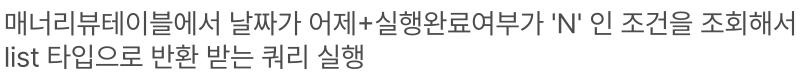 매너리뷰테이블에서 날짜가 어제+실행완료여부가 'N' 인 조건을 조회해서
list 타입으로 반환 받는 쿼리 실행